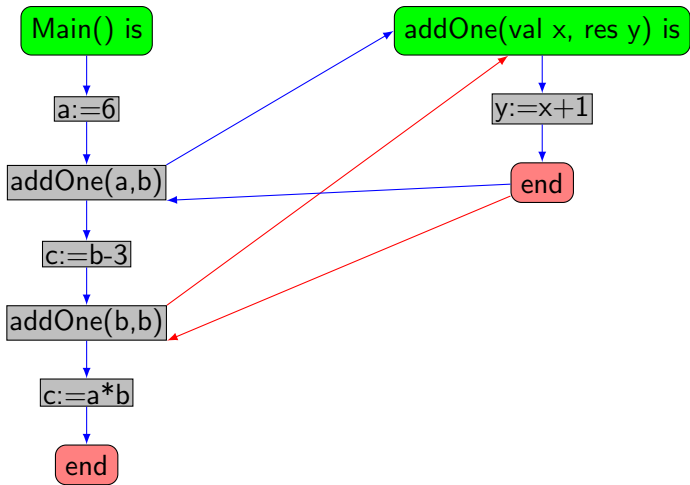 Main() is
a:=6
addOne(a,b)
c:=b-3
addOne(b,b)
c:=a*b
end
addOne(val x, res y) is
y:=x+1
end